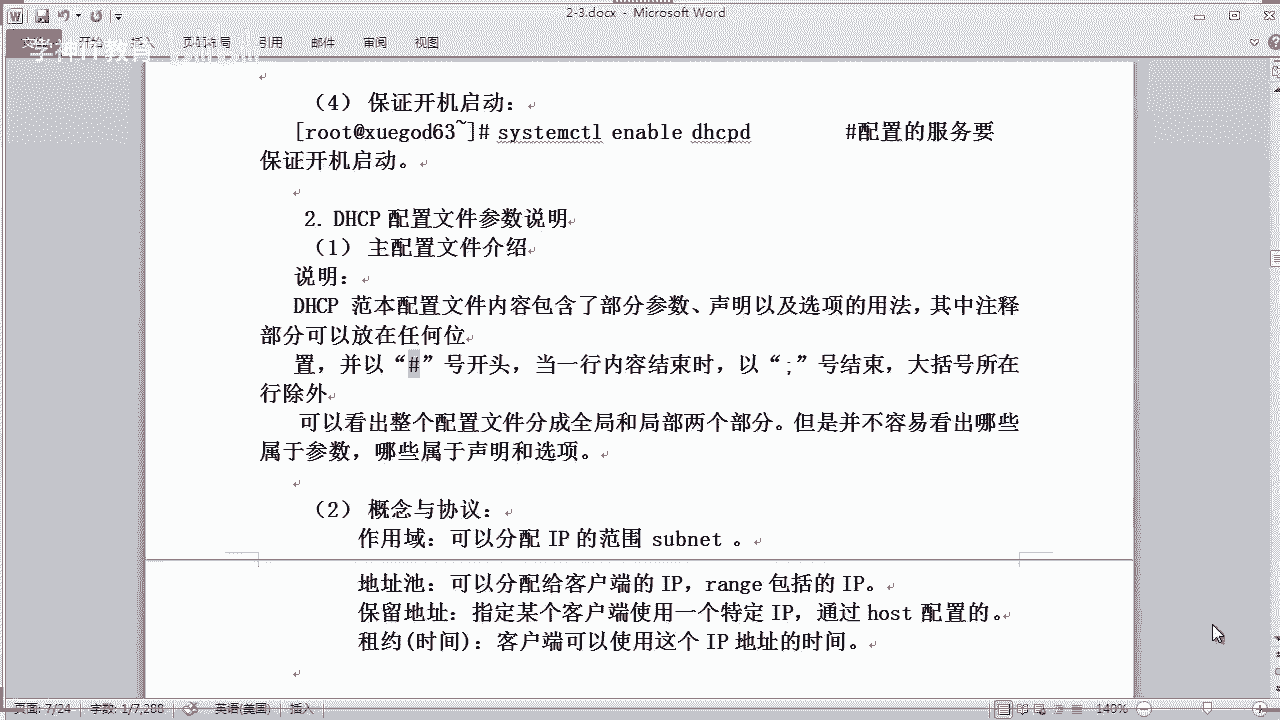 2-3.docx - Microsoft Word
文件 开始 插入 页面布局 引用 邮件 审阅 视图
学神IT教育
（4） 保证开机启动：
[root@xuegod63~]# systemctl enable dhcpd #配置的服务要
保证开机启动。
2. DHCP 配置文件参数说明
（1） 主配置文件介绍
说明：
DHCP 范本配置文件内容包含了部分参数、声明以及选项的用法，其中注释
部分可以放在任何位
置，并以“#”号开头，当一行内容结束时，以“;”号结束，大括号所在
行除外
可以看出整个配置文件分成全局和局部两个部分。但是并不容易看出哪些
属于参数，哪些属于声明和选项。
（2） 概念与协议：
作用域：可以分配 IP 的范围 subnet 。
地址池：可以分配给客户端的 IP，range 包括的 IP。
保留地址：指定某个客户端使用一个特定 IP，通过 host 配置的。
租约(时间)：客户端可以使用这个 IP 地址的时间。
页面: 7/24 字数: 1/7,288 英语(美国) 插入 140%